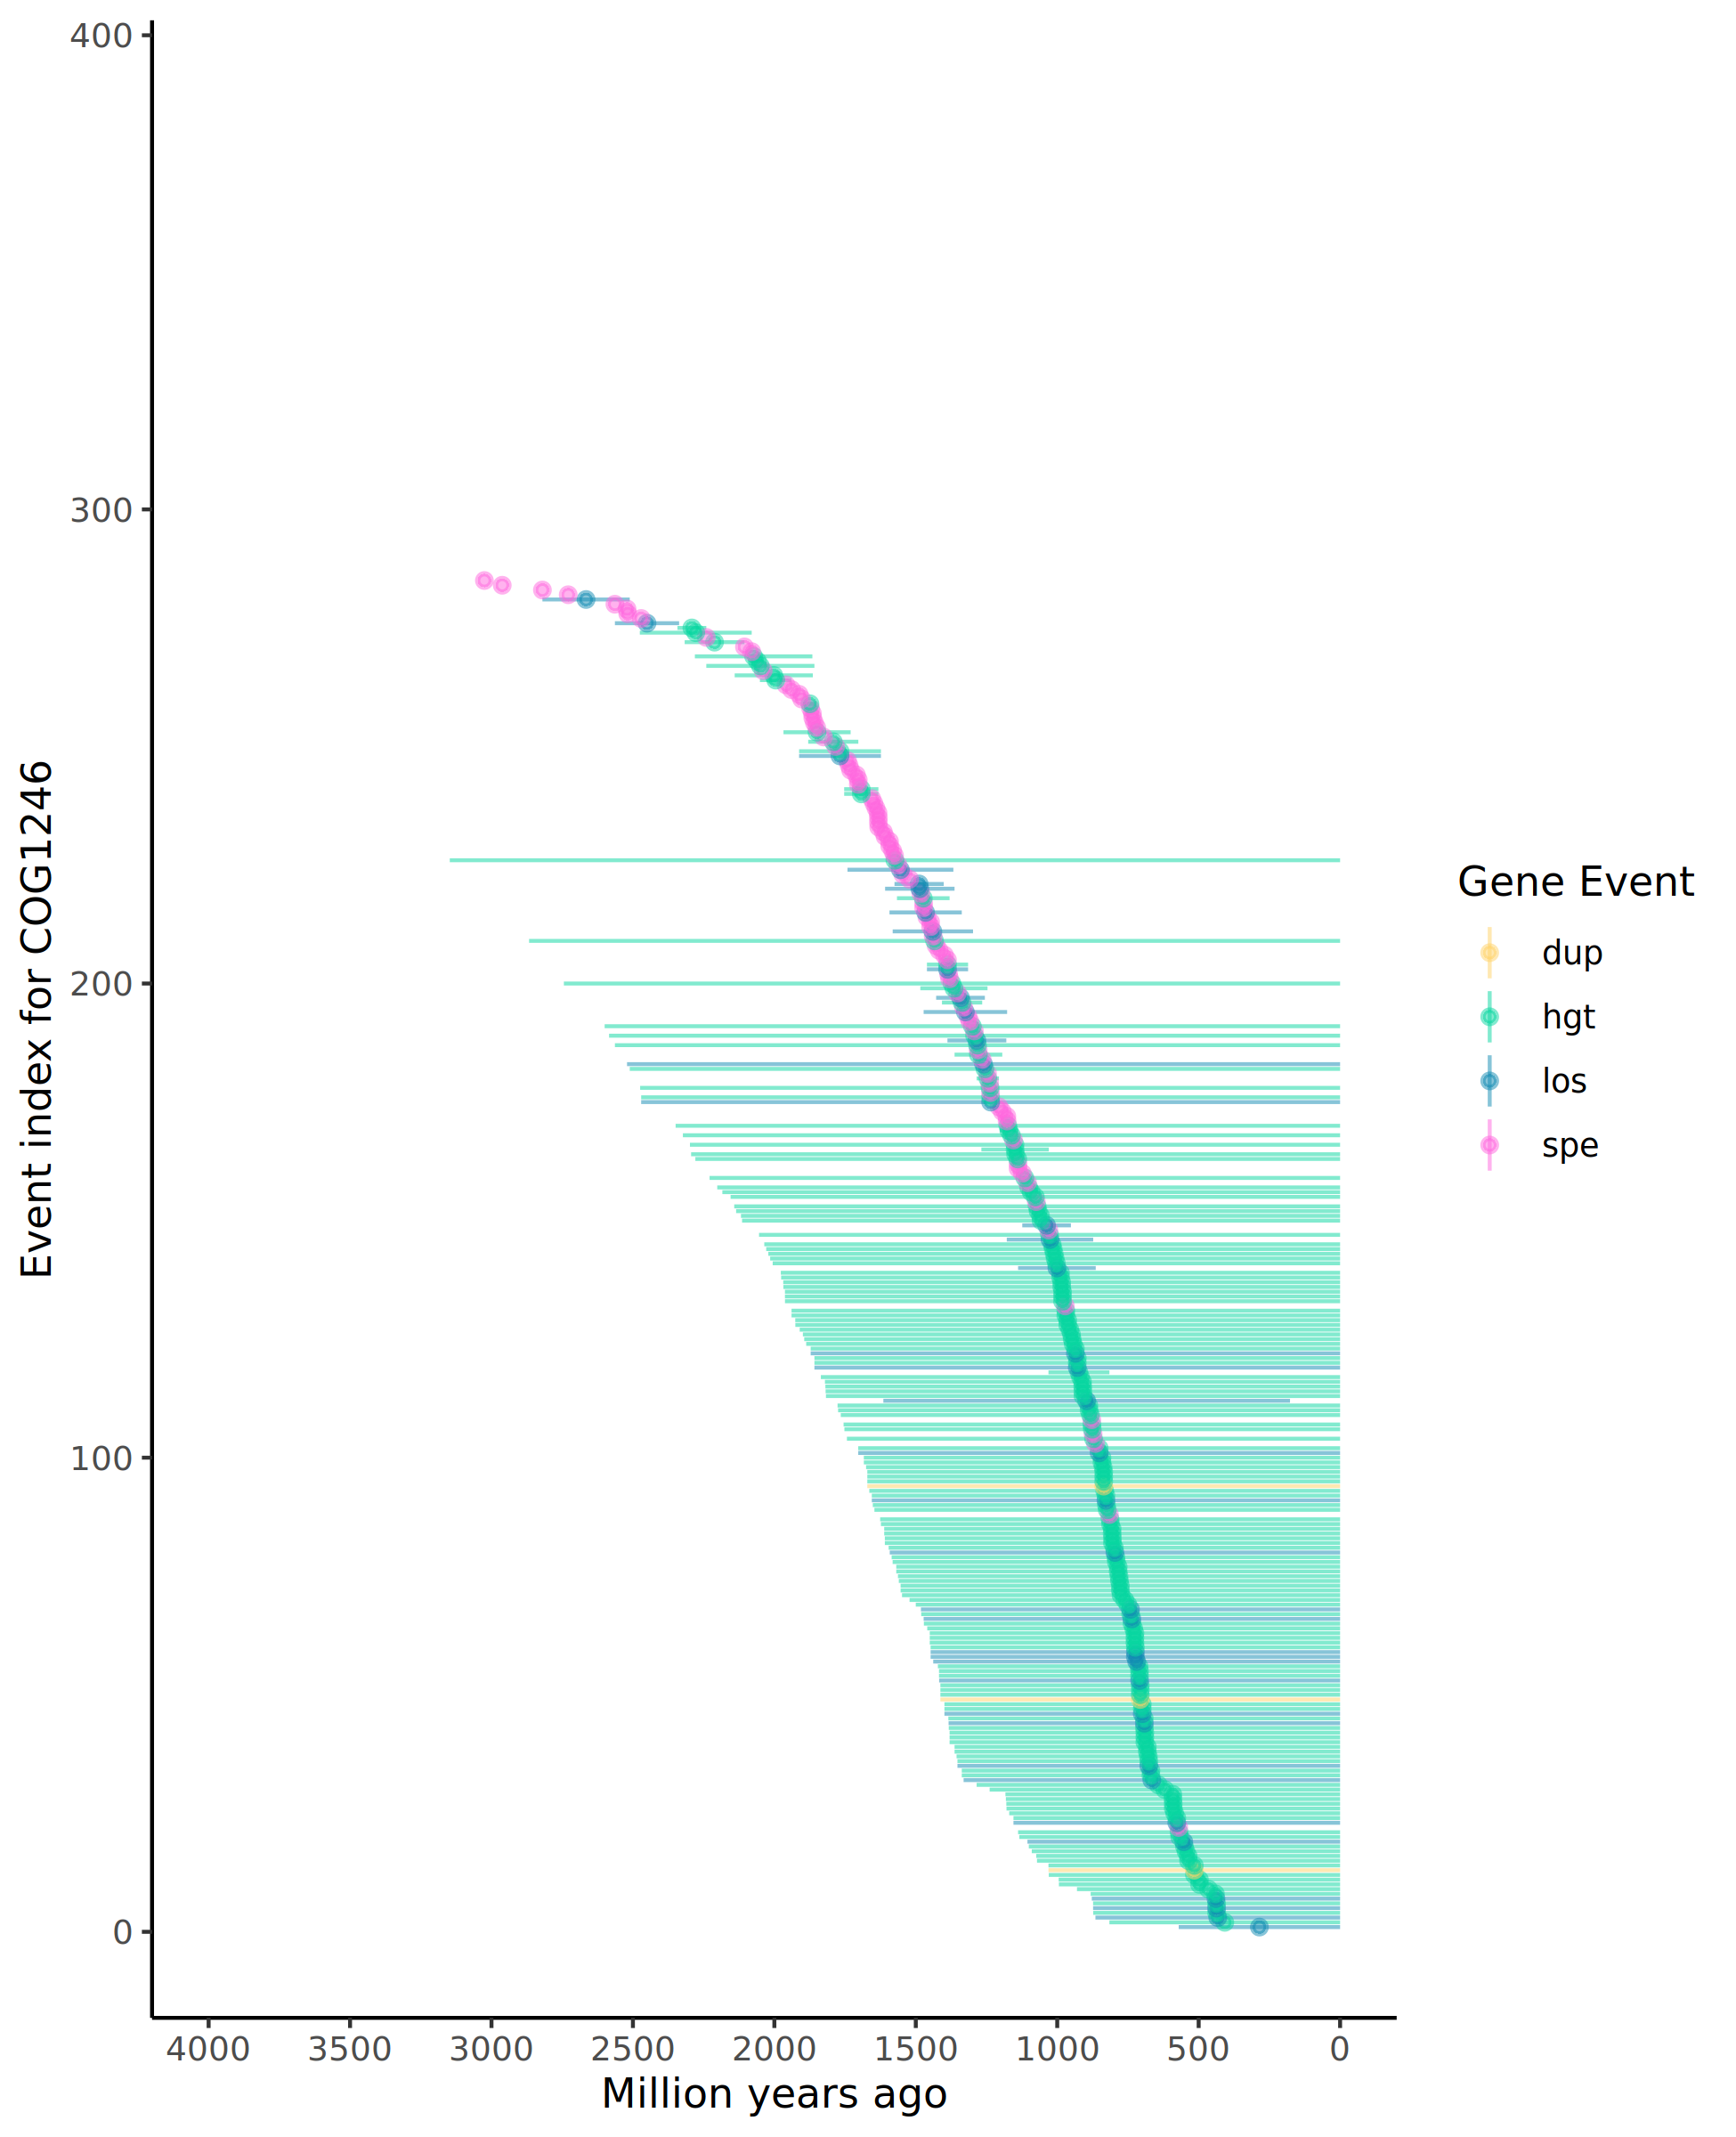 400
300
200
100
0
Event index for COG1246
4000 3500 3000 2500 2000 1500 1000 500 0
Million years ago
Gene Event
dup
hgt
los
spe